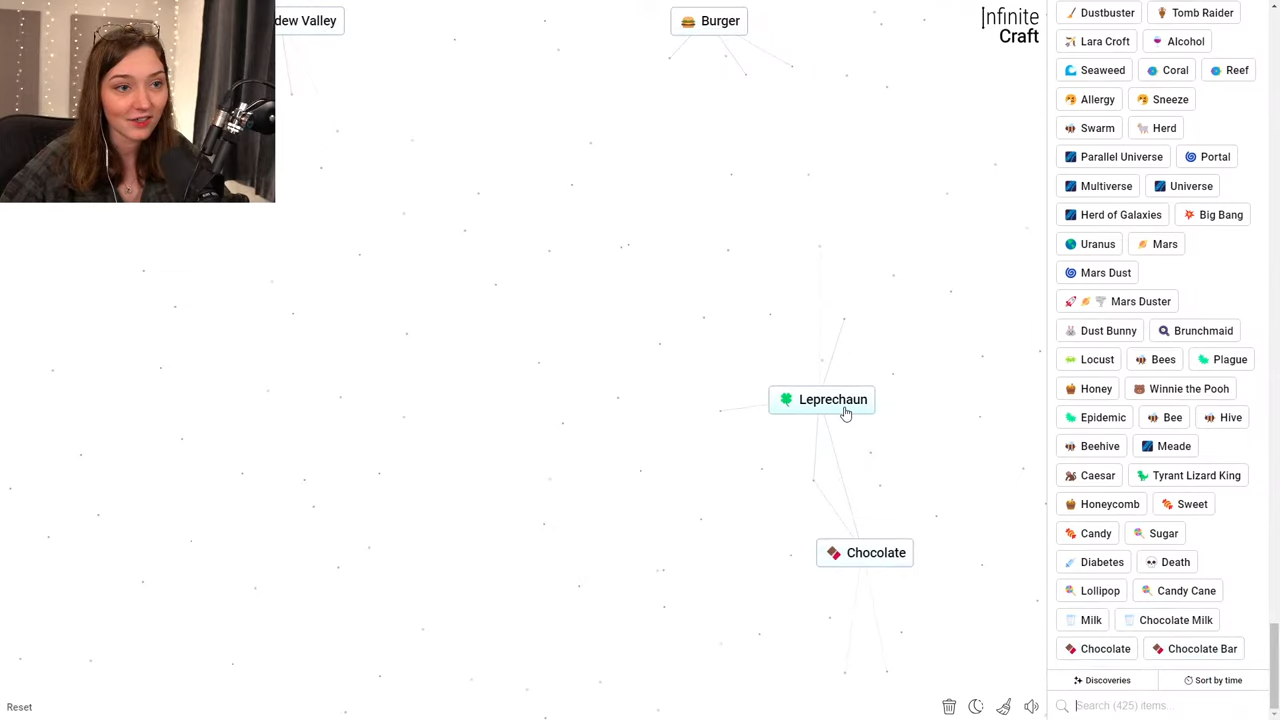 dew Valley
Burger
Infinite
Craft
Leprechaun
Chocolate
Reset
Dustbuster
Tomb Raider
Lara Croft
Alcohol
Seaweed
Coral
Reef
Allergy
Sneeze
Swarm
Herd
Parallel Universe
Portal
Multiverse
Universe
Herd of Galaxies
Big Bang
Uranus
Mars
Mars Dust
Mars Duster
Dust Bunny
Brunchmaid
Locust
Bees
Plague
Honey
Winnie the Pooh
Epidemic
Bee
Hive
Beehive
Meade
Caesar
Tyrant Lizard King
Honeycomb
Sweet
Candy
Sugar
Diabetes
Death
Lollipop
Candy Cane
Milk
Chocolate Milk
Chocolate
Chocolate Bar
Discoveries
Sort by time
Search (425) items...